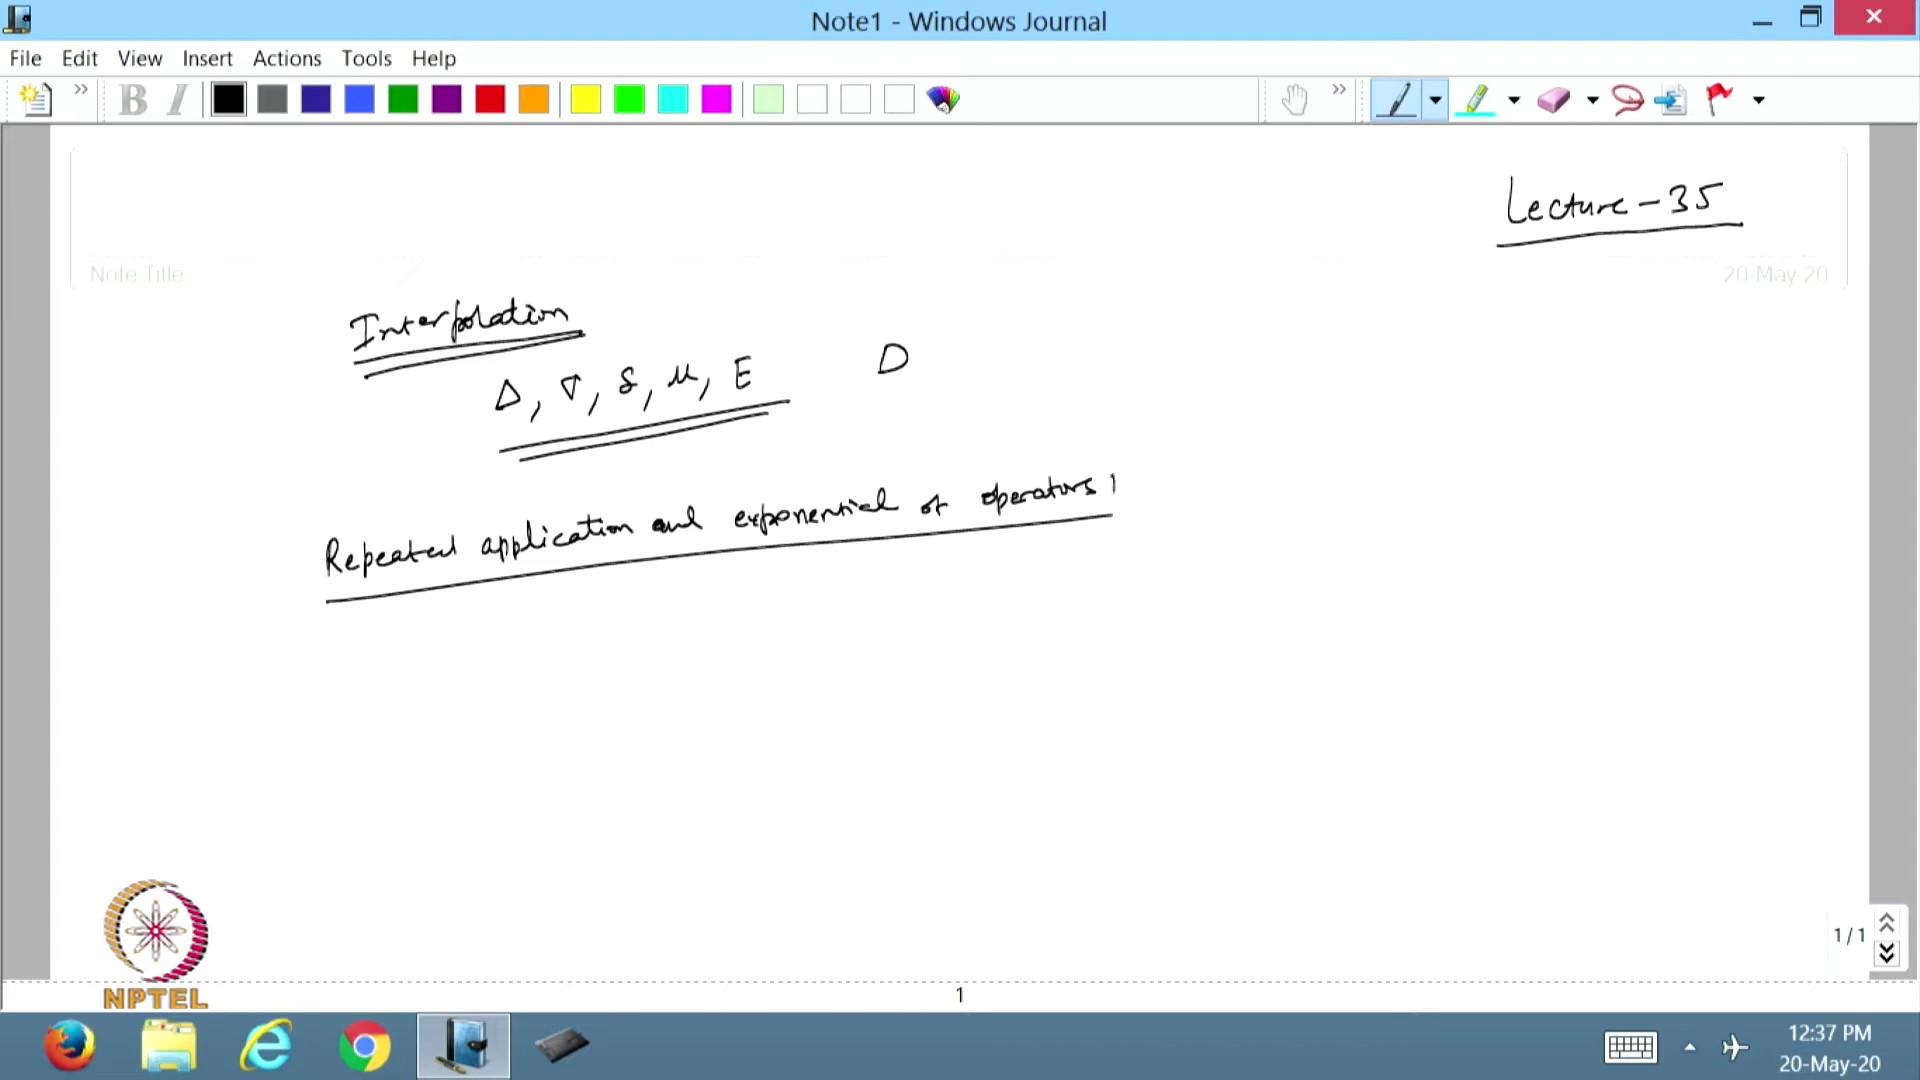 Note1 - Windows Journal
File Edit View Insert Actions Tools Help
B I
Lecture - 35
Note Title
20-May-20
Interpolation
Δ, ∇, δ, μ, E D
Repeated application and exponential of operators :
1 / 1
NPTEL
1
12:37 PM
20-May-20